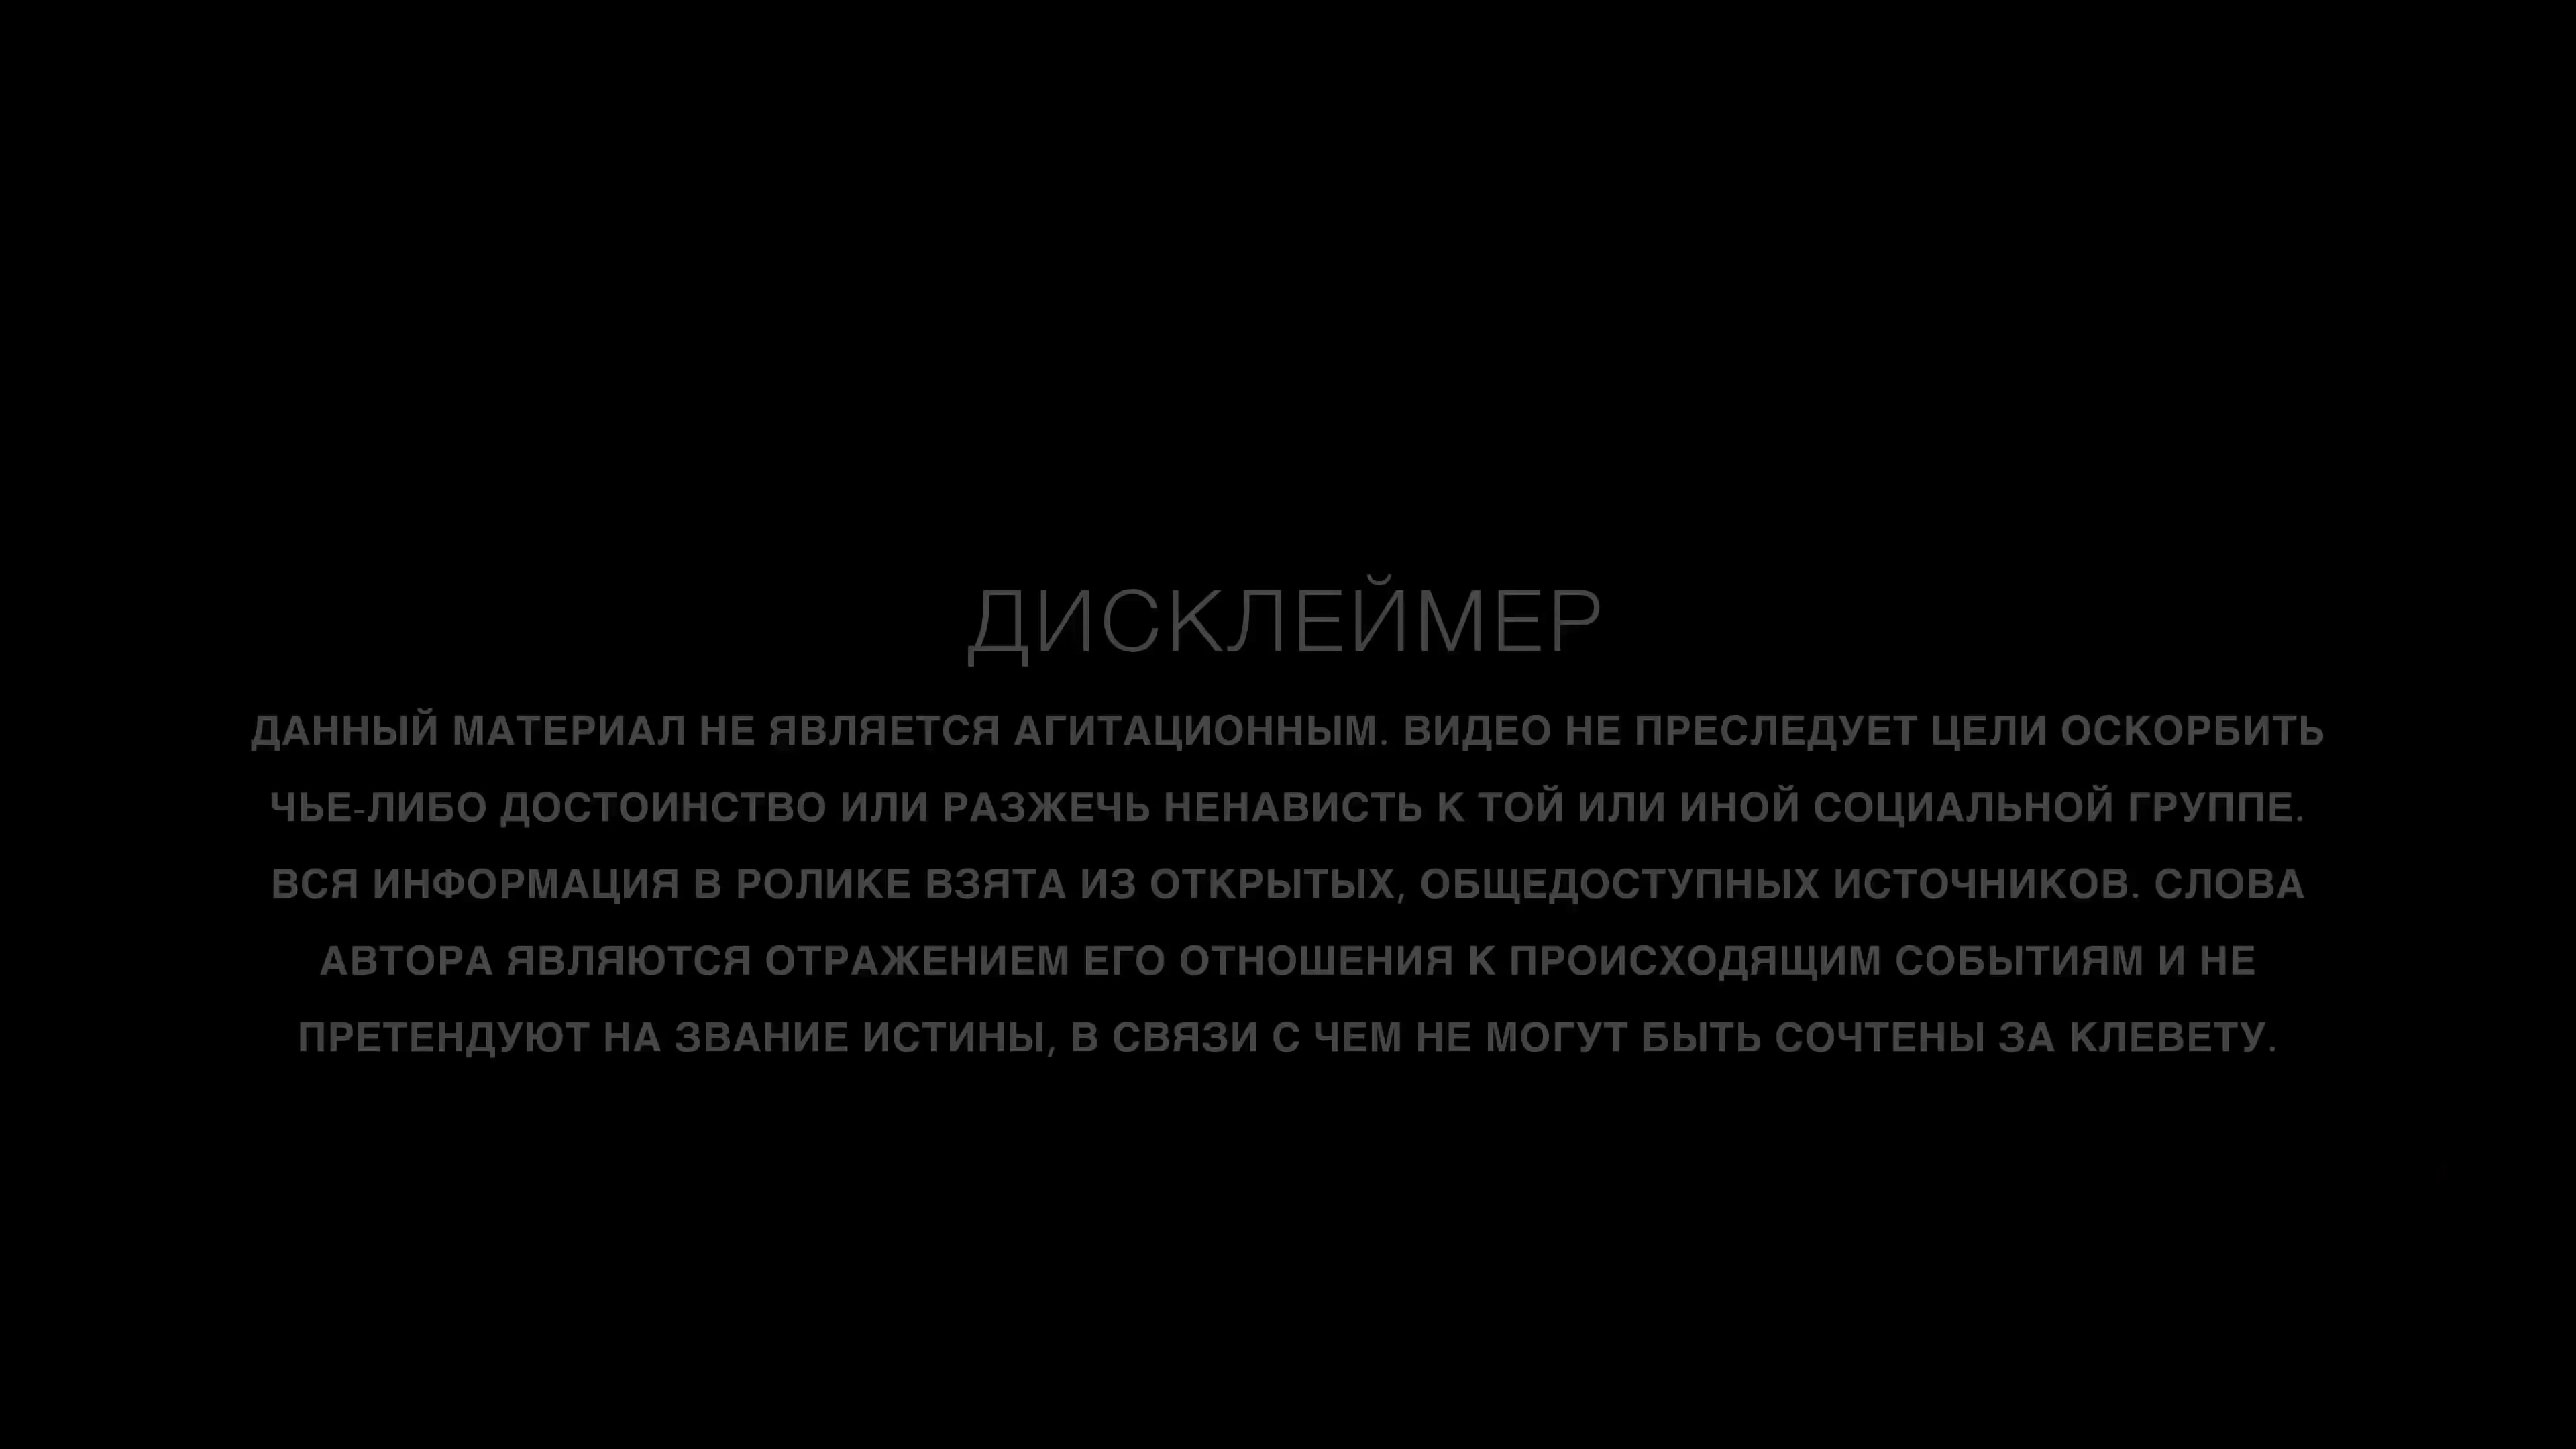 ДИСКЛЕЙМЕР
ДАННЫЙ МАТЕРИАЛ НЕ ЯВЛЯЕТСЯ АГИТАЦИОННЫМ. ВИДЕО НЕ ПРЕСЛЕДУЕТ ЦЕЛИ ОСКОРБИТЬ
ЧЬЕ-ЛИБО ДОСТОИНСТВО ИЛИ РАЗЖЕЧЬ НЕНАВИСТЬ К ТОЙ ИЛИ ИНОЙ СОЦИАЛЬНОЙ ГРУППЕ.
ВСЯ ИНФОРМАЦИЯ В РОЛИКЕ ВЗЯТА ИЗ ОТКРЫТЫХ, ОБЩЕДОСТУПНЫХ ИСТОЧНИКОВ. СЛОВА
АВТОРА ЯВЛЯЮТСЯ ОТРАЖЕНИЕМ ЕГО ОТНОШЕНИЯ К ПРОИСХОДЯЩИМ СОБЫТИЯМ И НЕ
ПРЕТЕНДУЮТ НА ЗВАНИЕ ИСТИНЫ, В СВЯЗИ С ЧЕМ НЕ МОГУТ БЫТЬ СОЧТЕНЫ ЗА КЛЕВЕТУ.